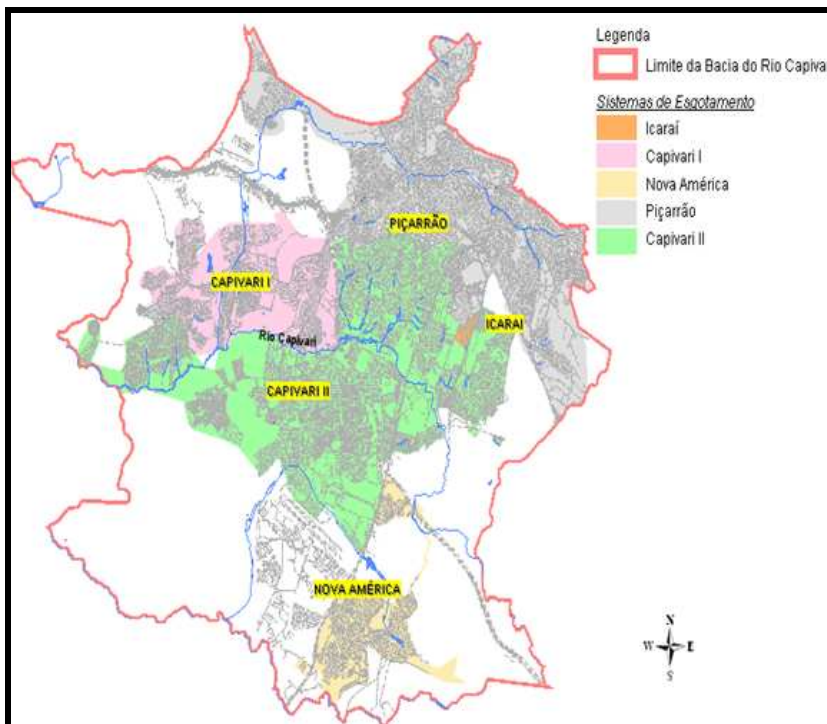 Legenda
Limite da Bacia do Rio Capiva
Sistemas de Esgotamento
Icaraí
Capivari I
Nova América
Piçarrão
Capivari II
PIÇARRÃO
CAPIVARI I
ICARAI
Rio Capivari
CAPIVARI II
NOVA AMÉRICA
N
W E
S